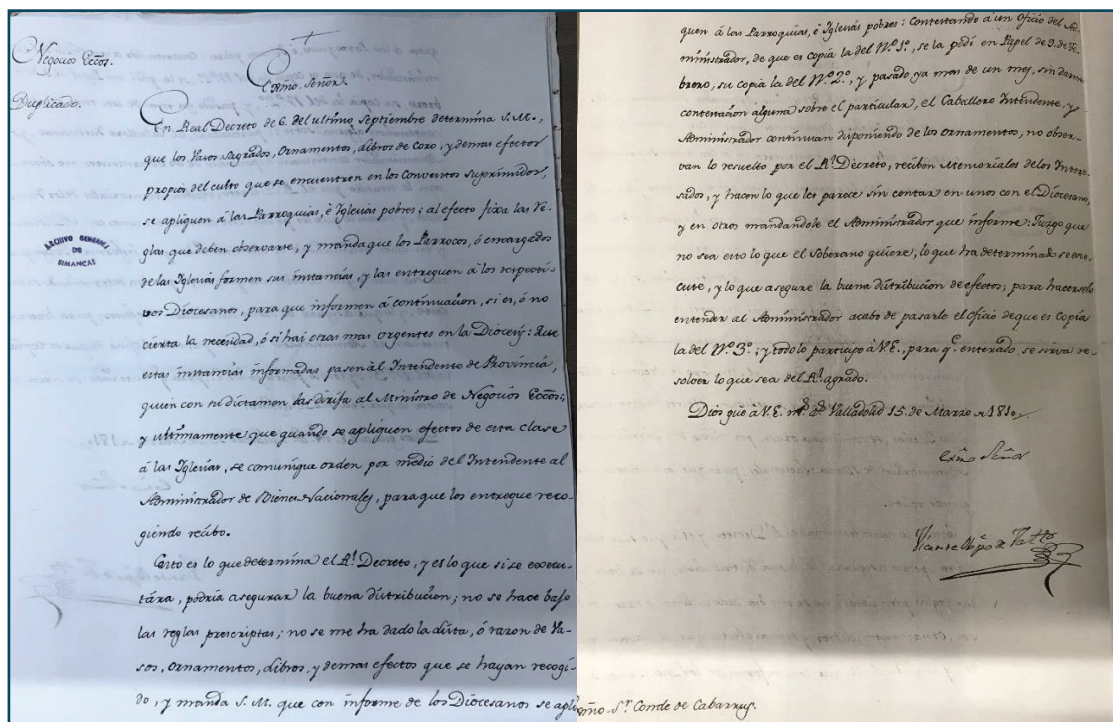 Negocios Eccos.
Duplicado.
Exmo. Señor.
En Real Decreto de 6. del ultimo Septiembre determina S. M.,
que los Vasos Sagrados, Ornamentos, Libros de Coro, y demas efectos
propios del culto que se encuentren en los Conventos Suprimidos,
se apliquen á las Parroquias, é Iglesias pobres; al efecto fixa las Re-
glas que deben observarse, y manda que los Parrocos, ó encargados
de las Iglesias formen sus instancias, y las entreguen á los respecti-
vos Diocesanos, para que informen á continuacion, si es, ó no
cierta la necesidad, ó si hai otras mas urgentes en la Diocesis: Que
estas instancias informadas pasen al Intendente de Provincia,
quien con su dictamen las dirija al Ministro de Negocios Eccos;
y ultimamente que quando se apliquen efectos de esta clase
á las Iglesias, se comunique orden por medio del Intendente al
Administrador de Bienes Nacionales, para que los entregue reco-
giendo recibo.
Esto es lo que determina el Rl. Decreto, y es lo que si se execu-
tára, podria asegurar la buena distribucion; no se hace bajo
las reglas prescriptas; no se me ha dado la lista, ó razon de Va-
sos, Ornamentos, Libros, y demas efectos que se hayan recogi-
do, y manda S. M. que con informe de los Diocesanos se apli
ARCHIVO GENERAL
DE
SIMANCAS
quen á las Parroquias, é Iglesias pobres: Contestando á un Oficio del Ad-
ministrador, de que es copia la del Nº. 1º., se la pedi en Papel de 9. de Fe-
brero, su copia la del Nº. 2º., y pasado ya mas de un mes, sin darme
contestacion alguna sobre el particular, el Caballero Intendente, y
Administrador continuan disponiendo de los ornamentos, no obser-
van lo resuelto por el Rl. Decreto, reciben Memoriales de los Intere-
sados, y hacen lo que les parece sin contar en unos con el Diocesano,
y en otros mandandole el Administrador que informe: Juzgo que
no sea esto lo que el Soberano quiere, lo que ha determinado se exe-
cute, y lo que asegure la buena distribucion de efectos; para hacerselo
entender al Administrador acabo de pasarle el oficio de que es Copia
la del Nº. 3º.; y todo lo participo á V. E., para qe. enterado, se sirva re-
solver lo que sea del Rl. agrado.
Dios gue á V. E. ms. as. Valladolid 15. de Marzo de 1810.
Exmo Señor
Vicente Obpo de Vallid
Exmo. Sr. Conde de Cabarrus.